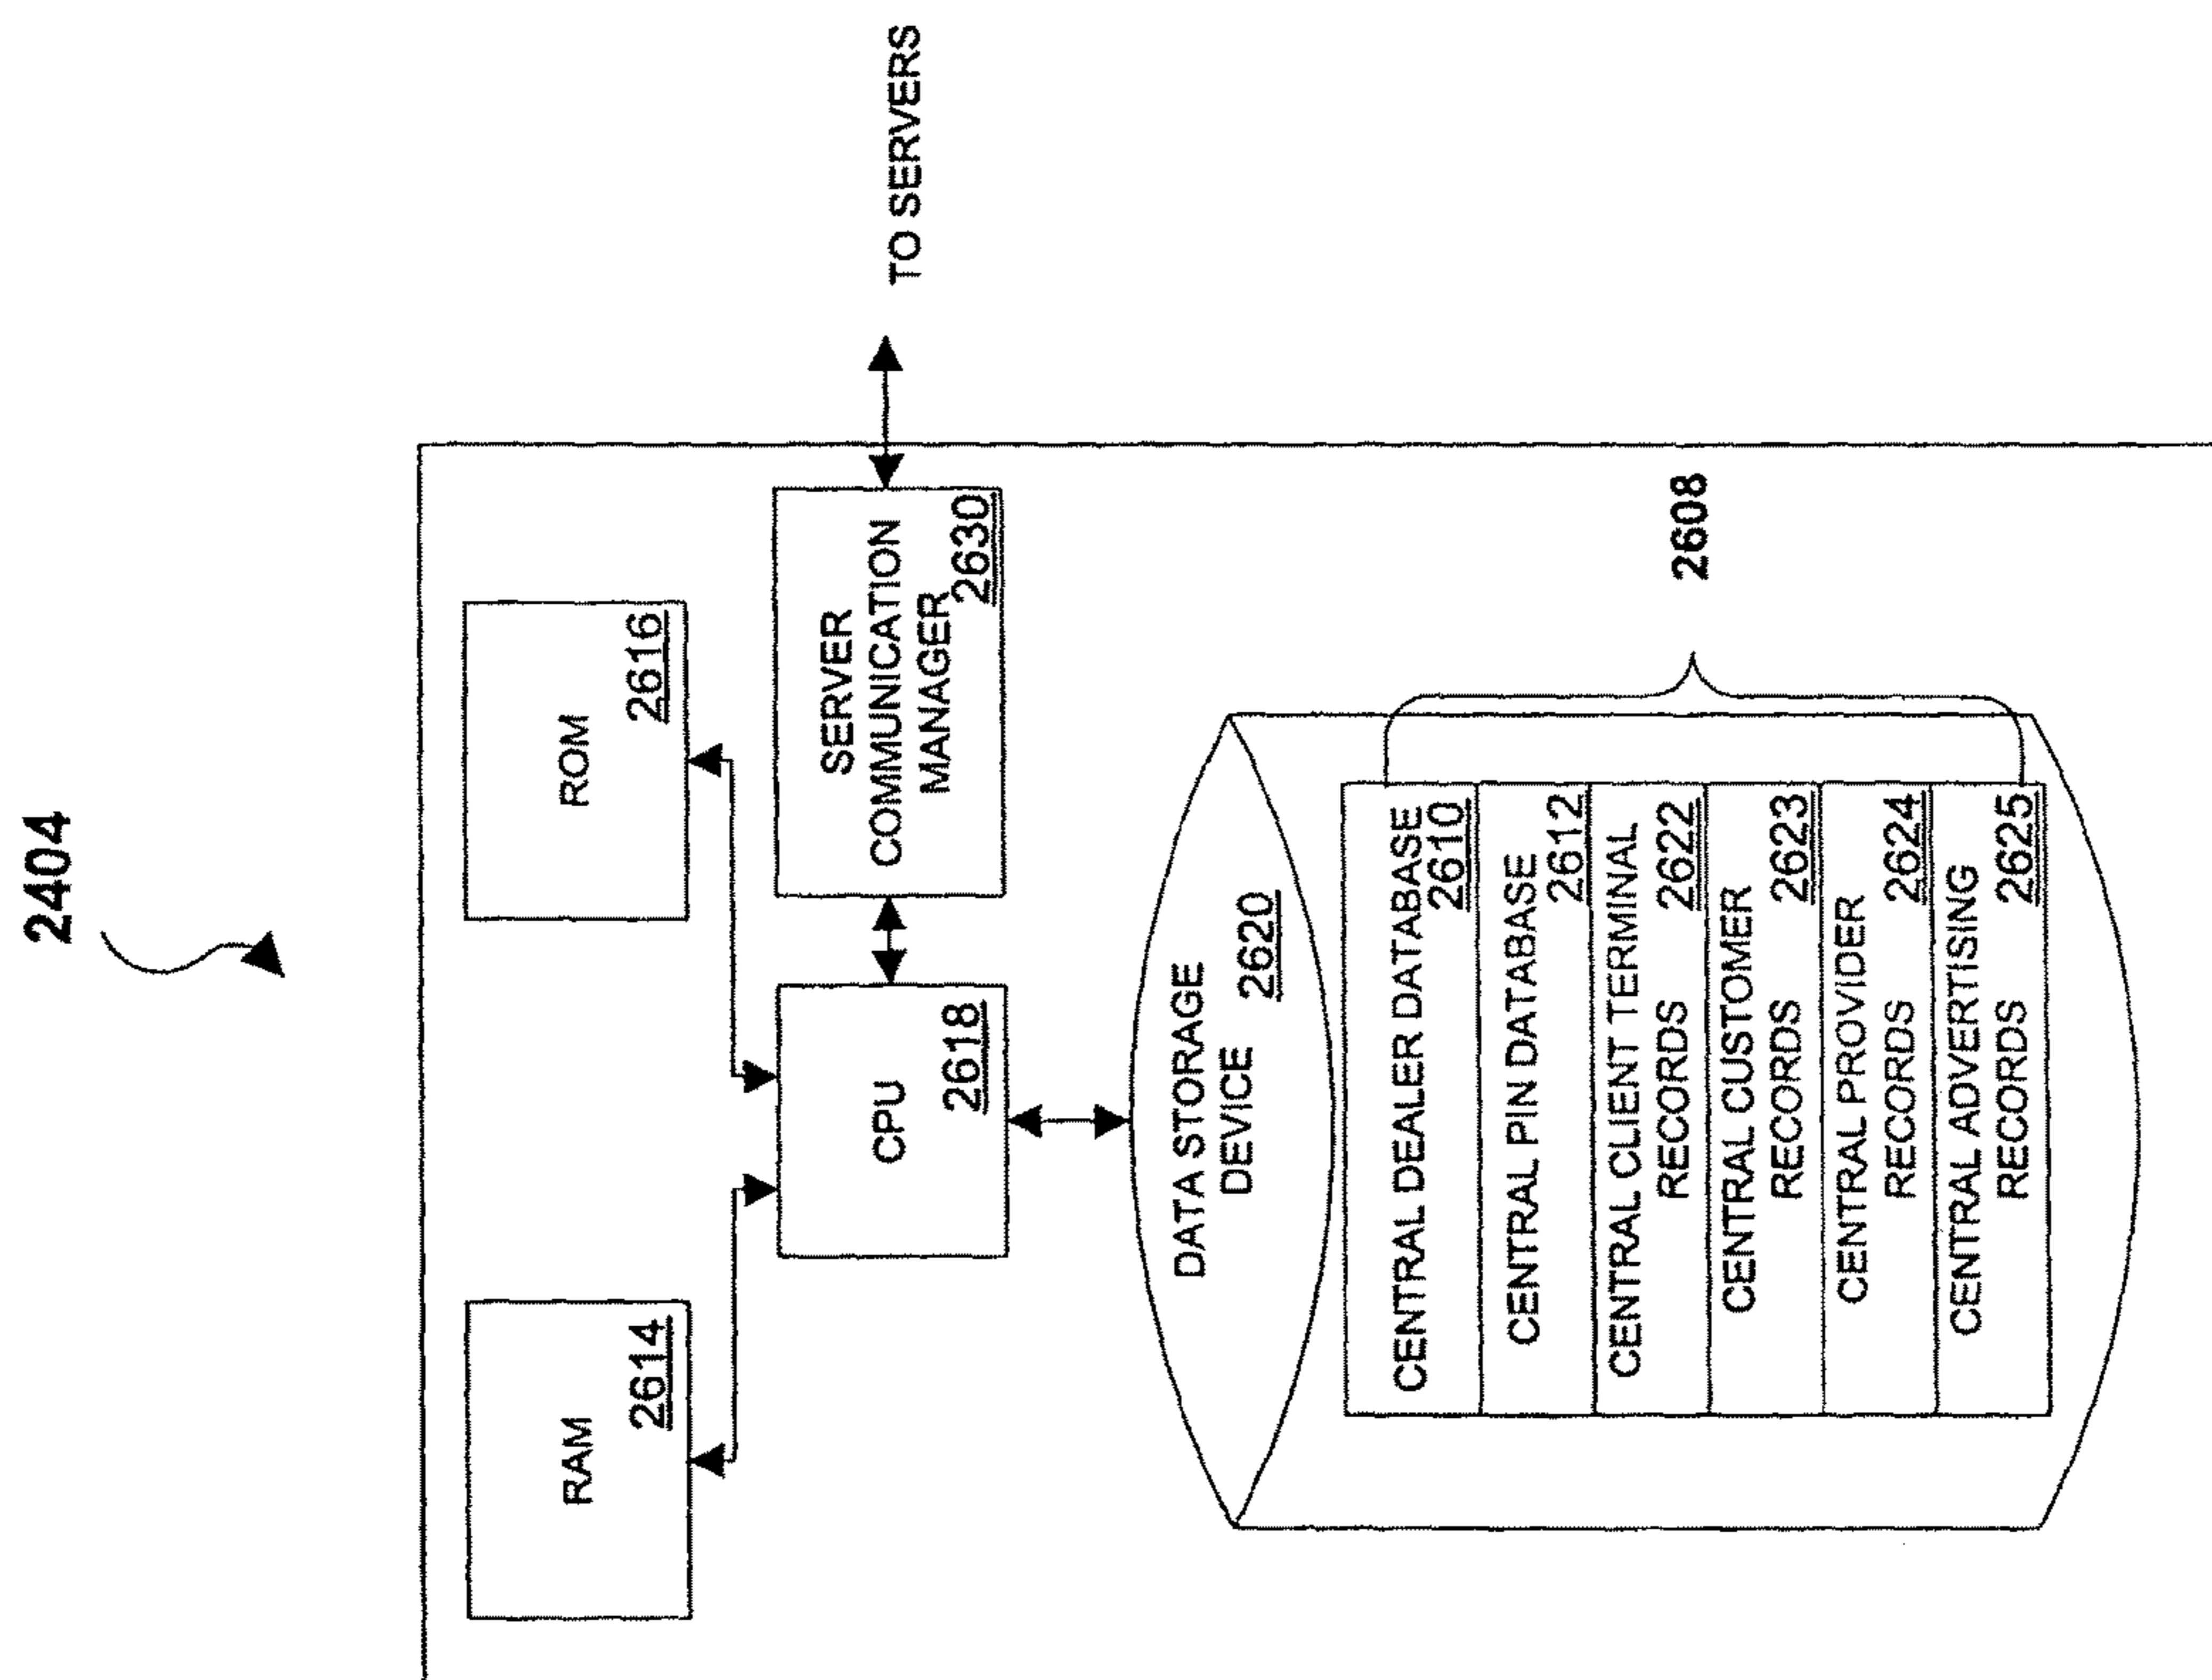 2404
RAM
2614
ROM
2616
CPU
2618
SERVER
COMMUNICATION
MANAGER
2630
TO SERVERS
DATA STORAGE
DEVICE 2620
CENTRAL DEALER DATABASE
2610
CENTRAL PIN DATABASE
2612
CENTRAL CLIENT TERMINAL
RECORDS 2622
CENTRAL CUSTOMER
RECORDS 2623
CENTRAL PROVIDER
RECORDS 2624
CENTRAL ADVERTISING
RECORDS 2625
2608